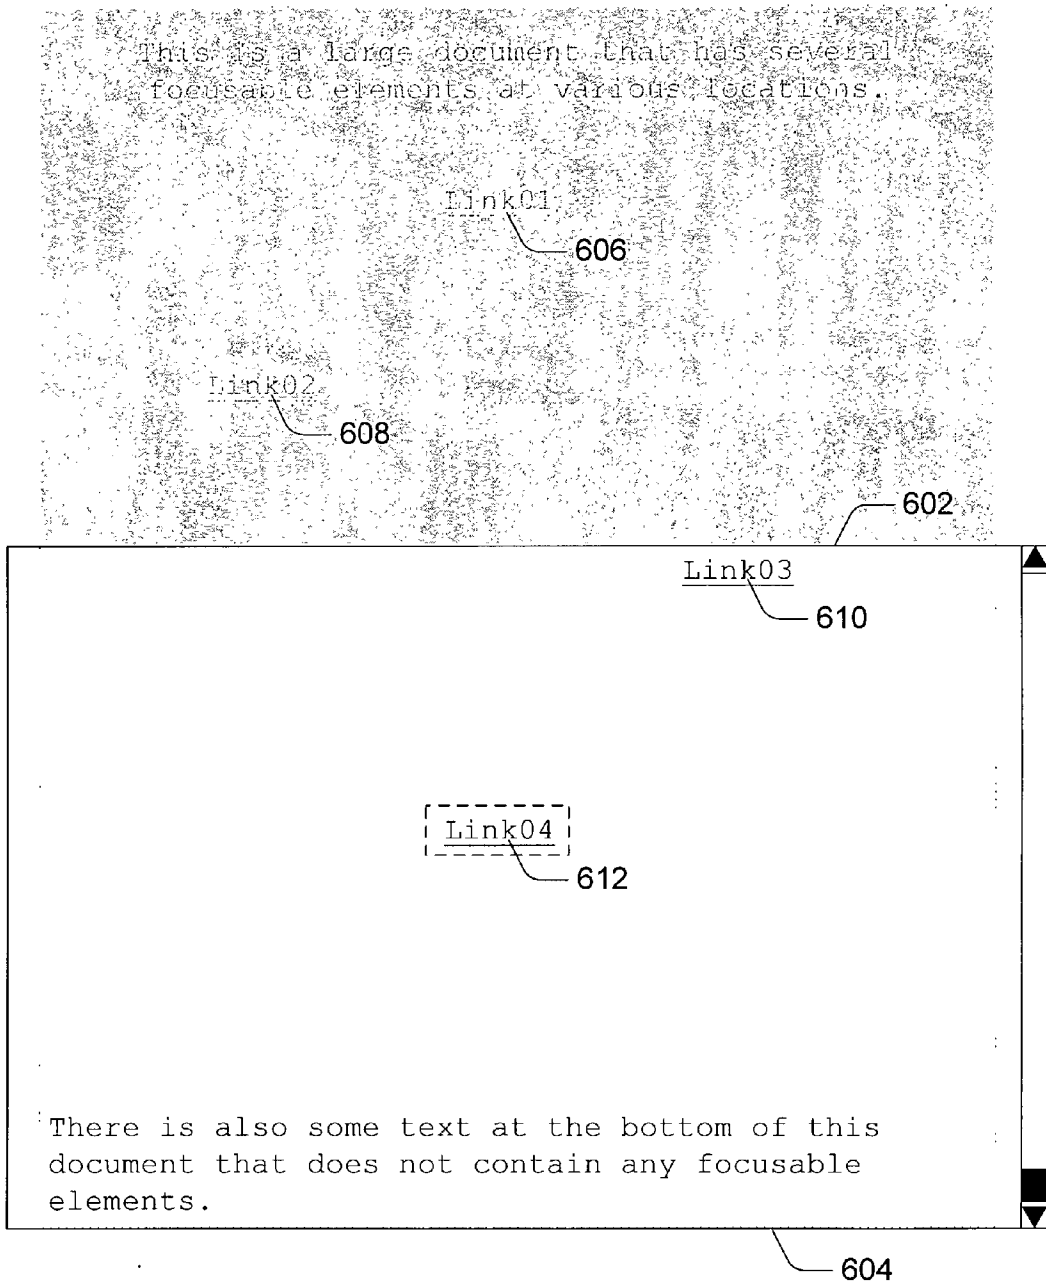 This is a large document that has several
focusable elements at various locations.
Link01
606
Link02
608
602
Link03
610
Link04
612
There is also some text at the bottom of this
document that does not contain any focusable
elements.
604